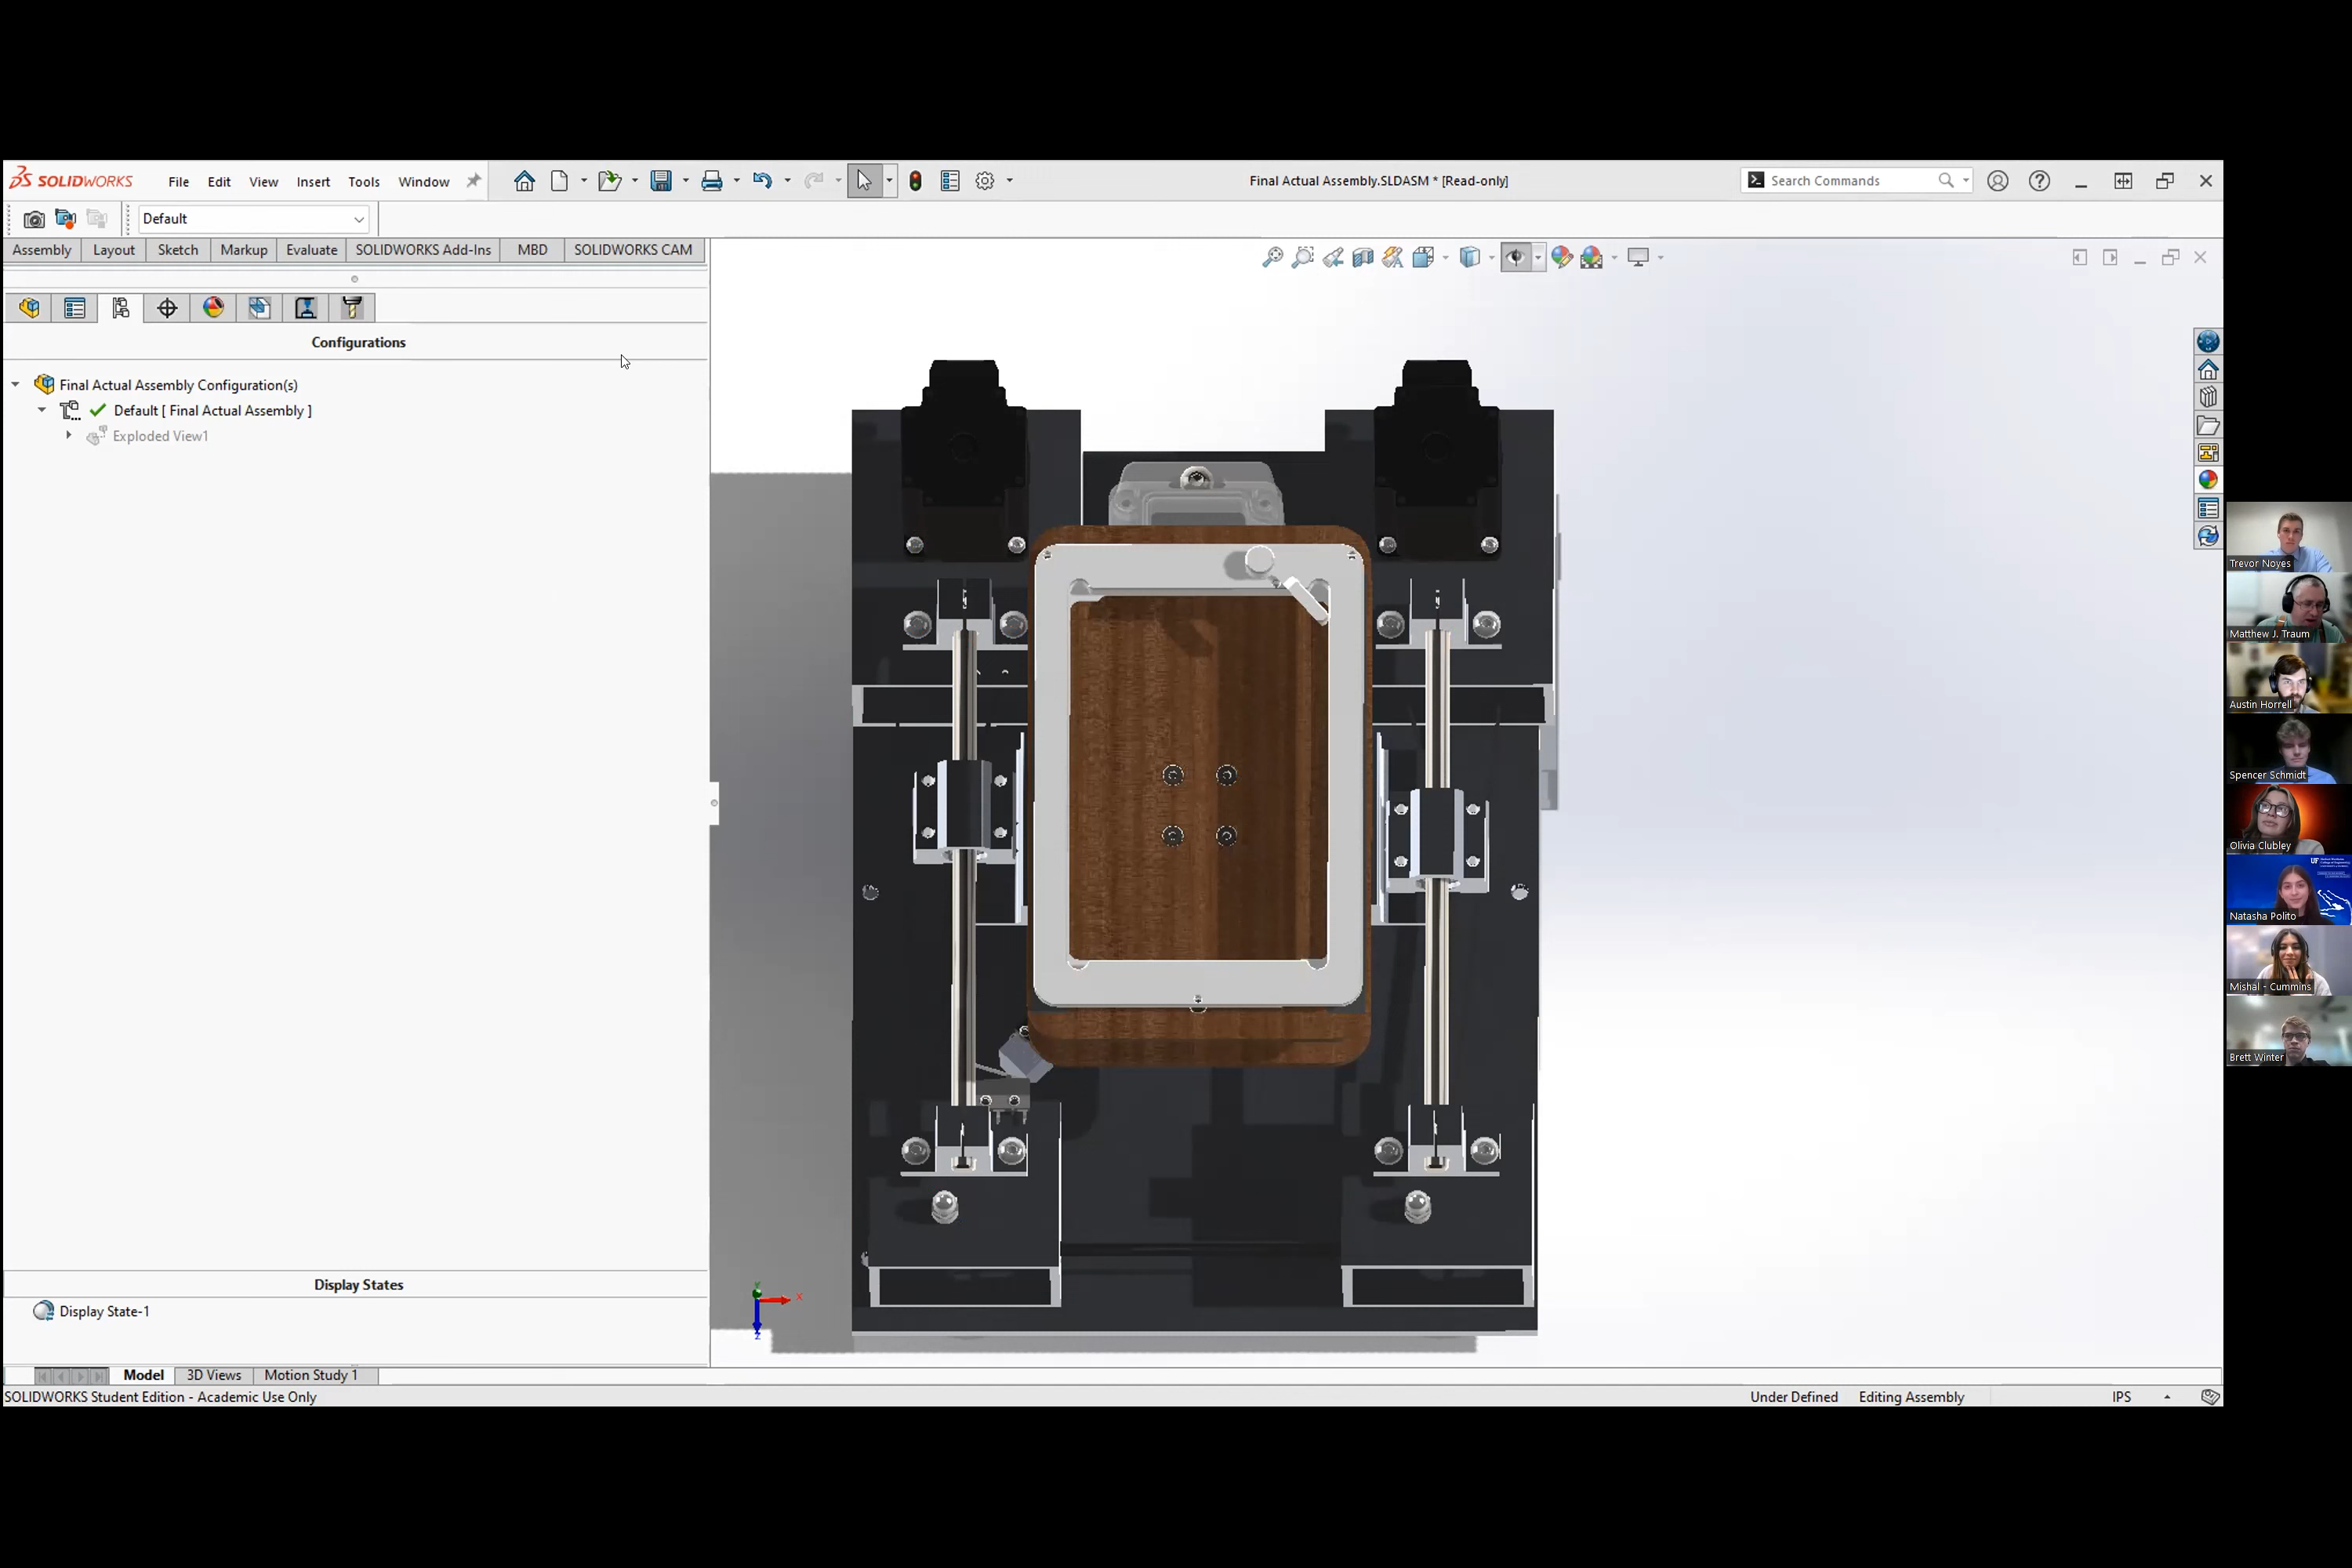 SOLIDWORKS File Edit View Insert Tools Window Final Actual Assembly.SLDASM * [Read-only] Search Commands
Default
Assembly Layout Sketch Markup Evaluate SOLIDWORKS Add-Ins MBD SOLIDWORKS CAM
Configurations
Final Actual Assembly Configuration(s)
Default [ Final Actual Assembly ]
Exploded View1
Trevor Noyes
Matthew J. Traum
Austin Horrell
Spencer Schmidt
Olivia Clubley
UF
Natasha Polito
Mishal - Cummins
Brett Winter
Display States
Display State-1
Y
X
Z
Model 3D Views Motion Study 1
SOLIDWORKS Student Edition - Academic Use Only Under Defined Editing Assembly IPS